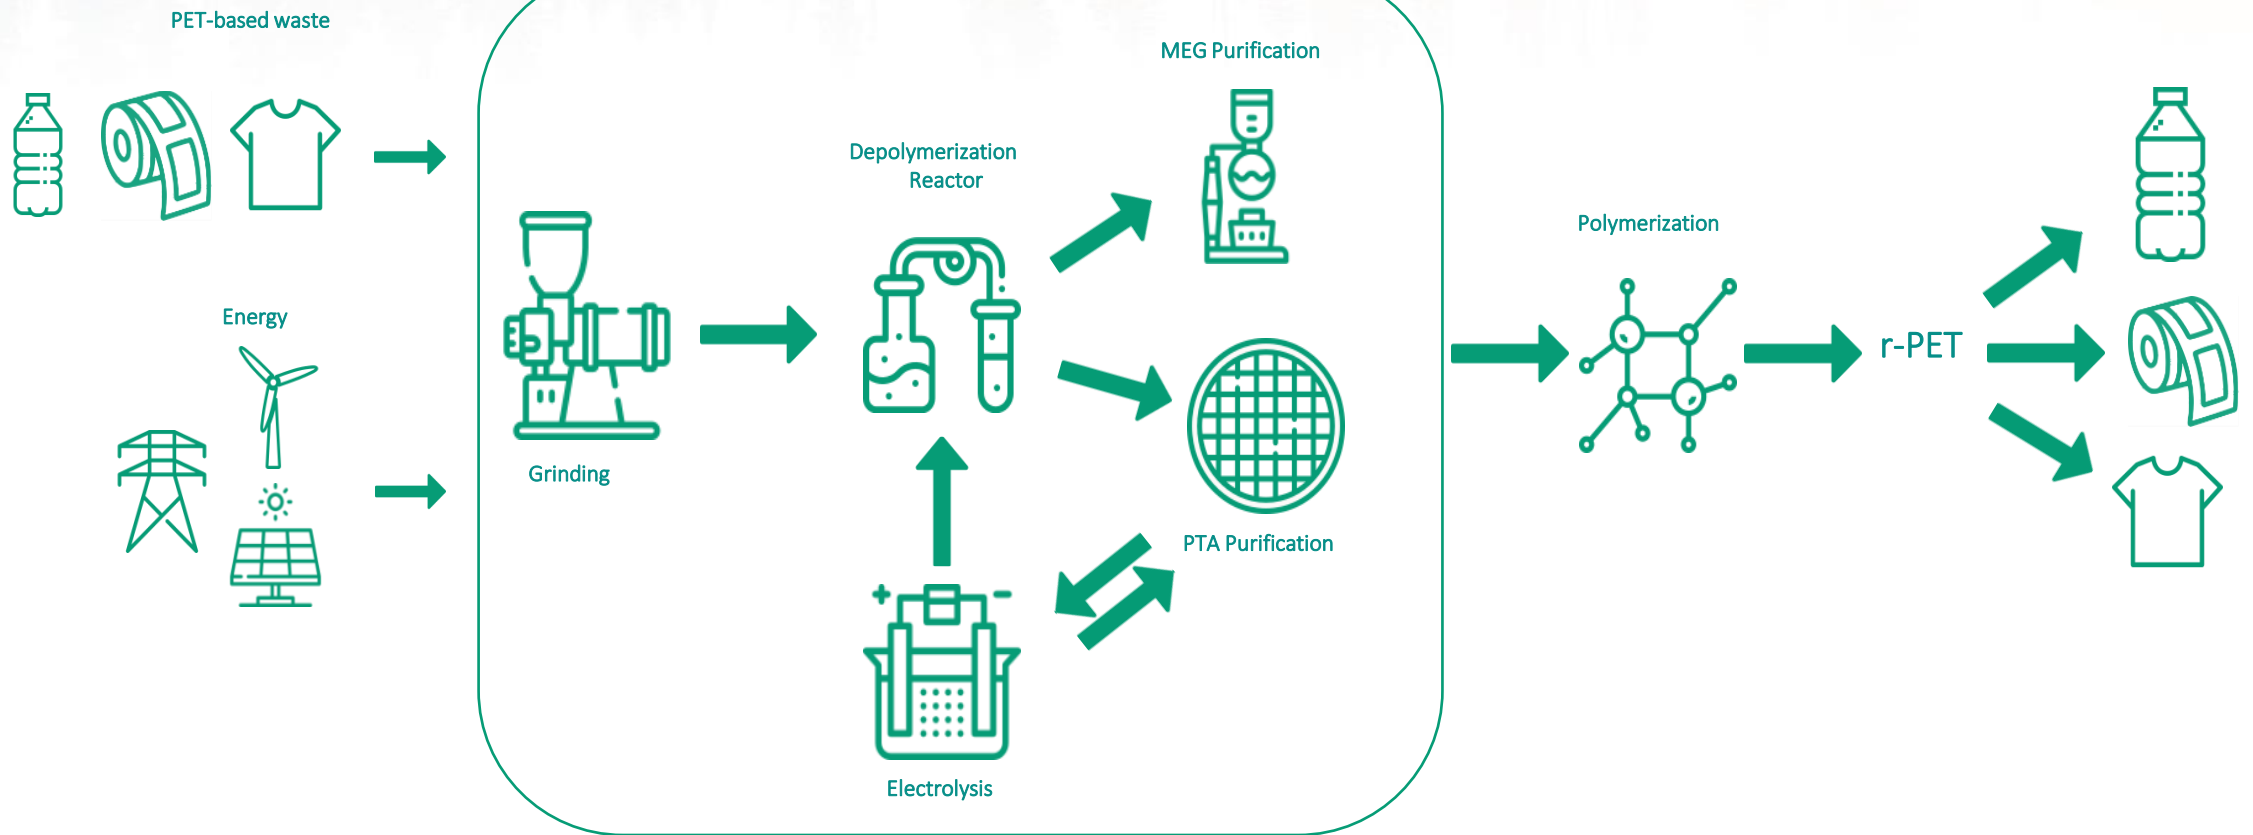 PET-based waste
Energy
Grinding
Depolymerization
Reactor
MEG Purification
PTA Purification
+ −
Electrolysis
Polymerization
r-PET